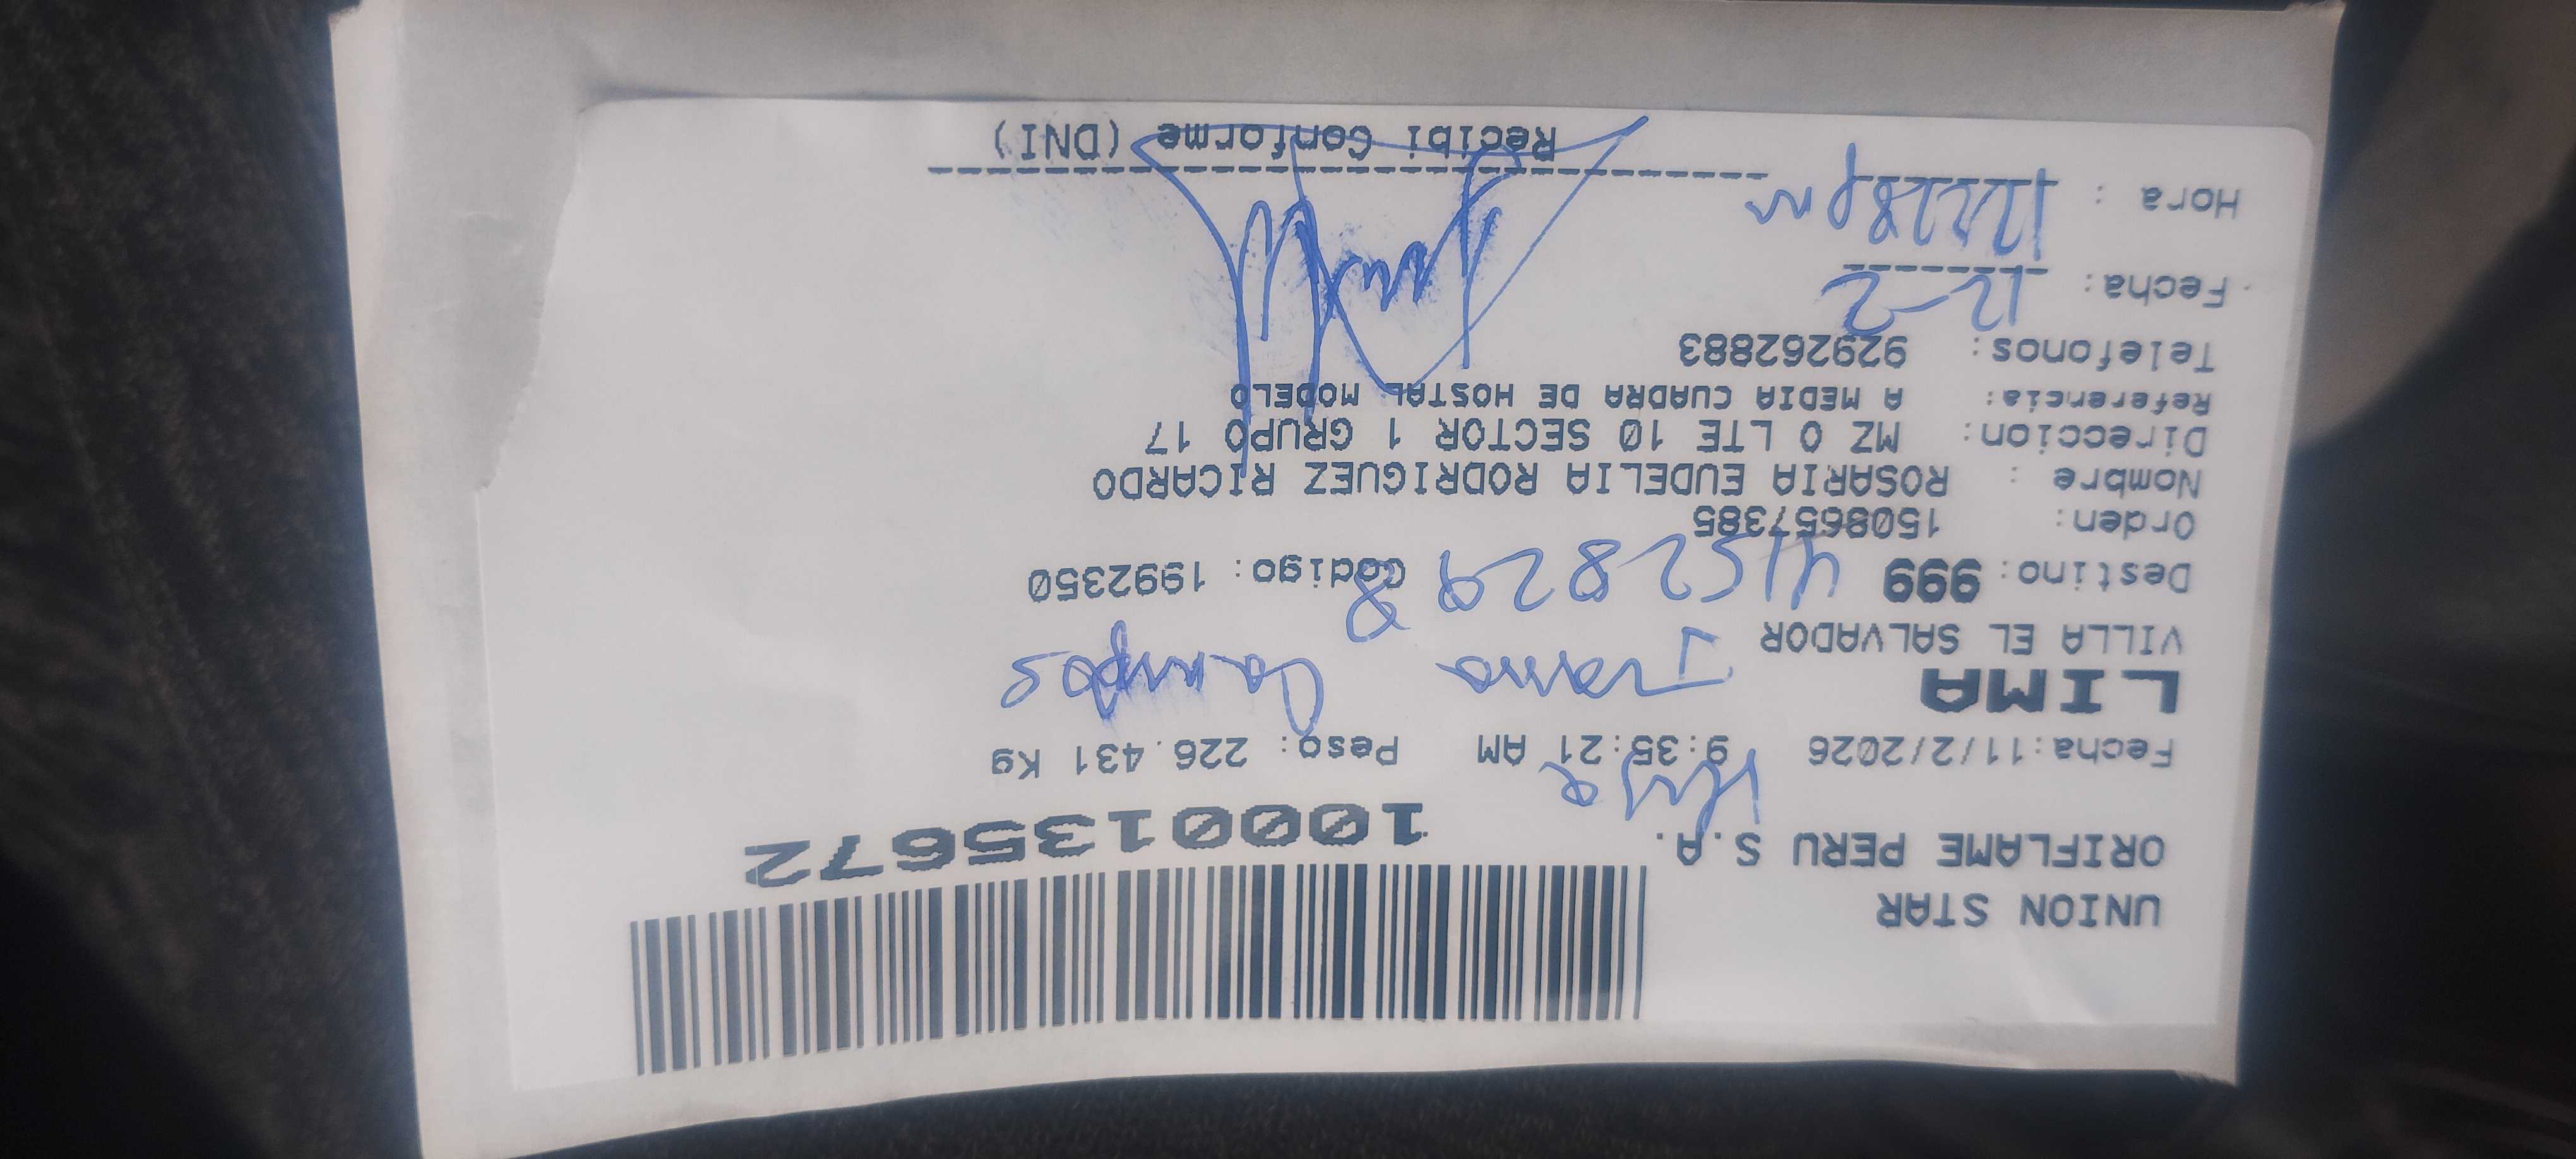 UNION STAR
ORIFLAME PERU S.A.
1000135672
Fecha:11/2/2026 9:35:21 AM Peso: 226.431 Kg
LIMA
Campos
VILLA EL SALVADOR
Destino: 999 Codigo: 1992350
Orden: 1508657385
Nombre : ROSARIA EUDELIA RODRIGUEZ RICARDO
Direccion: MZ O LTE 10 SECTOR 1 GRUPO 17
Referencia: A MEDIA CUADRA DE HOSTAL MODELO
Telefonos: 929262883
Fecha: 12-2
Hora : 12228pm
Recibi Conforme (DNI)